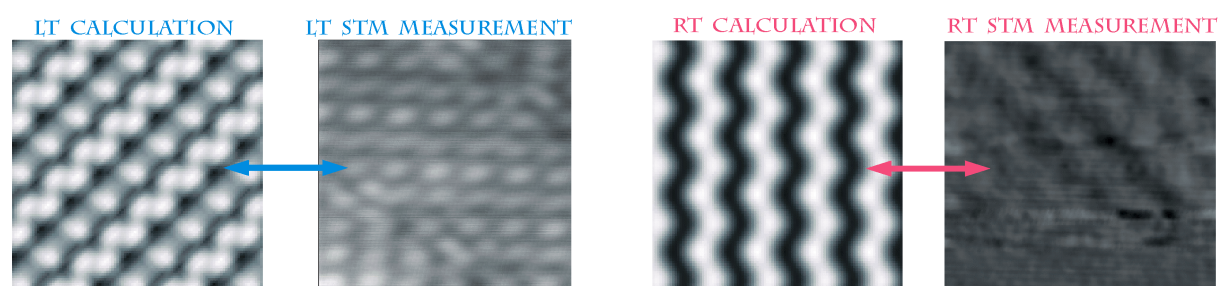 LT CALCULATION
LT STM MEASUREMENT
RT CALCULATION
RT STM MEASUREMENT